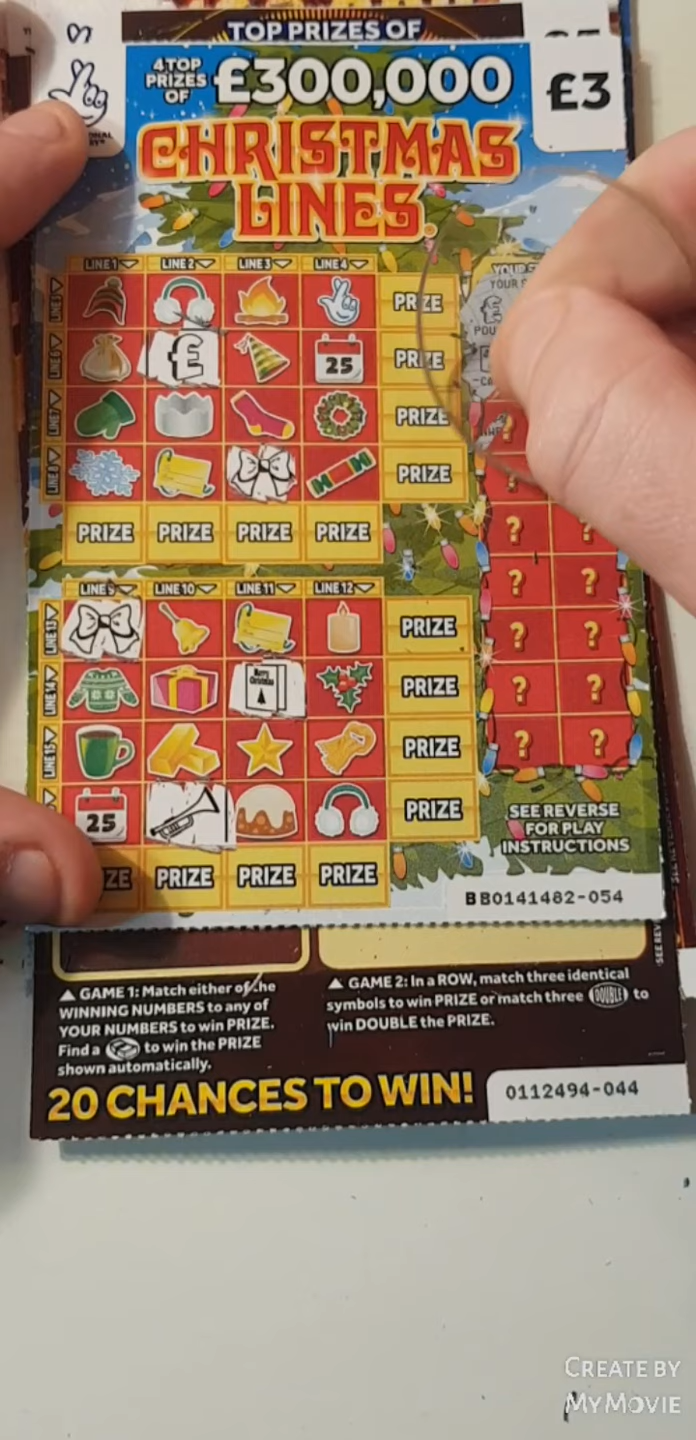 TOP PRIZES OF
4 TOP
PRIZES
OF
£300,000
£3
CHRISTMAS
LINES
LINE 1 LINE 2 LINE 3 LINE 4
YOUR
PRIZE
LINE 6
£
25
PRIZE
LINE 7
PRIZE
LINE 8
PRIZE
PRIZE PRIZE PRIZE PRIZE
? ?
? ?
? ?
? ?
? ?
LINE 9 LINE 10 LINE 11 LINE 12
LINE 13
PRIZE
LINE 14
Merry
Christmas
PRIZE
LINE 15
PRIZE
25
PRIZE
PRIZE PRIZE PRIZE
SEE REVERSE
FOR PLAY
INSTRUCTIONS
BB0141482-054
▲ GAME 1: Match either of the
WINNING NUMBERS to any of
YOUR NUMBERS to win PRIZE.
Find a to win the PRIZE
shown automatically.
▲ GAME 2: In a ROW, match three identical
symbols to win PRIZE or match three DOUBLE to
win DOUBLE the PRIZE.
20 CHANCES TO WIN!
0112494-044
CREATE BY
MYMOVIE